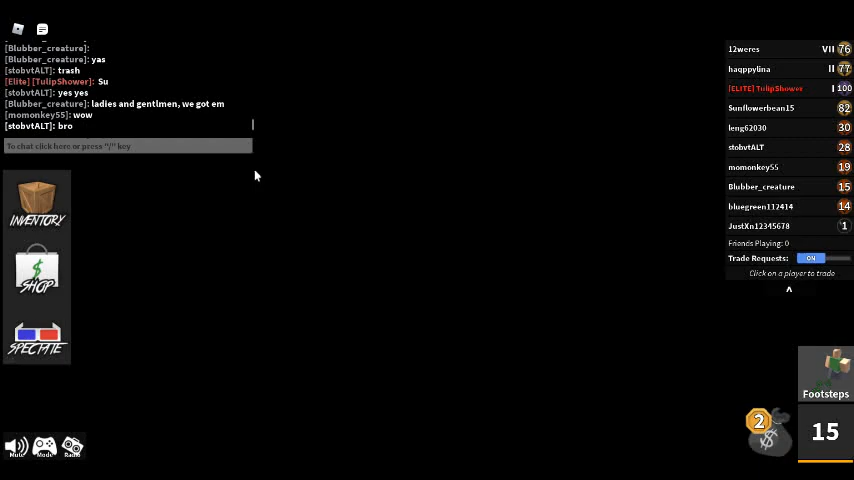 [Blubber_creature]:
[Blubber_creature]: yas
[stobvtALT]: trash
[Elite] [TulipShower]: Su
[stobvtALT]: yes yes
[Blubber_creature]: ladies and gentlmen, we got em
[momonkey55]: wow
[stobvtALT]: bro
To chat click here or press "/" key
INVENTORY
SHOP
SPECTATE
Mute Mode Radio
12weres VII 76
haqppylina II 77
[ELITE] TulipShower I 100
Sunflowerbean15 82
leng62030 30
stobvtALT 28
momonkey55 19
Blubber_creature 15
bluegreen112414 14
JustXn12345678 1
Friends Playing: 0
Trade Requests: ON
Click on a player to trade
Footsteps
2
15